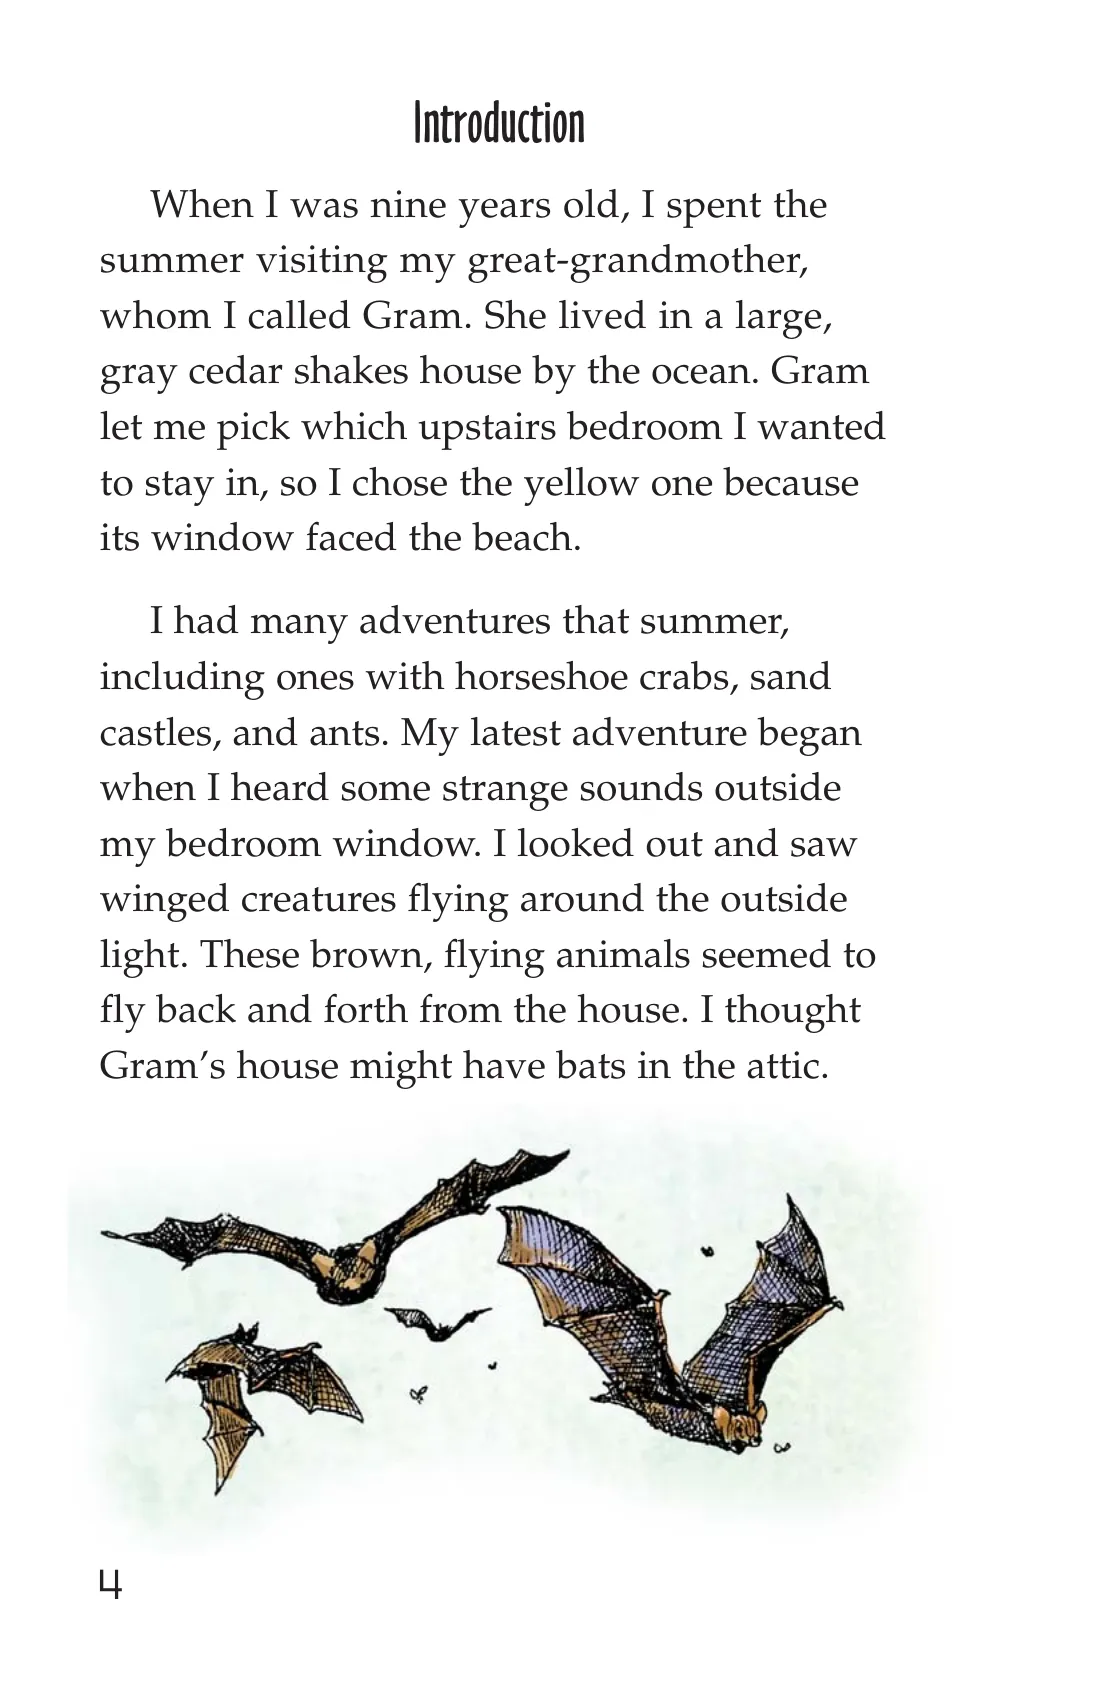 Introduction
When I was nine years old, I spent the
summer visiting my great-grandmother,
whom I called Gram. She lived in a large,
gray cedar shakes house by the ocean. Gram
let me pick which upstairs bedroom I wanted
to stay in, so I chose the yellow one because
its window faced the beach.
I had many adventures that summer,
including ones with horseshoe crabs, sand
castles, and ants. My latest adventure began
when I heard some strange sounds outside
my bedroom window. I looked out and saw
winged creatures flying around the outside
light. These brown, flying animals seemed to
fly back and forth from the house. I thought
Gram’s house might have bats in the attic.
4